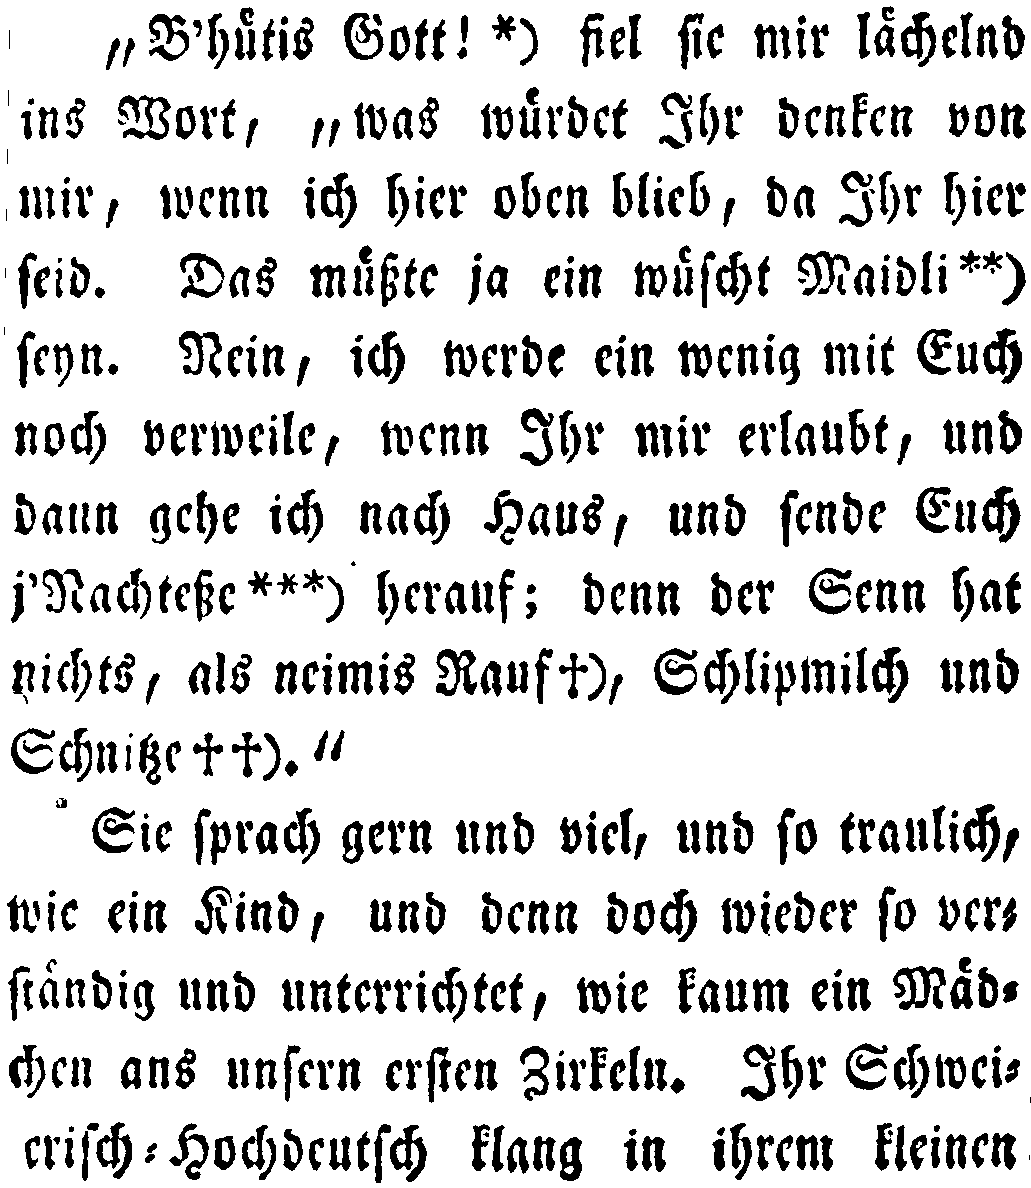 „B'hütis Gott! *) fiel sie mir lächelnd
ins Wort, „was würdet Ihr denken von
mir, wenn ich hier oben blieb, da Ihr hier
seid. Das müßte ja ein wüscht Maidli **)
seyn. Nein, ich werde ein wenig mit Euch
noch verweile, wenn Ihr mir erlaubt, und
dann gehe ich nach Haus, und sende Euch
z'Nachteße ***) herauf; denn der Senn hat
nichts, als neimis Rauf †), Schlipmilch und
Schnitze ††).“
Sie sprach gern und viel, und so traulich,
wie ein Kind, und denn doch wieder so ver-
ständig und unterrichtet, wie kaum ein Mäd-
chen ans unsern ersten Zirkeln. Ihr Schwei-
erisch-Hochdeutsch klang in ihrem kleinen